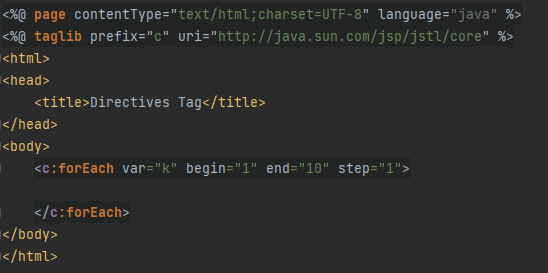 <%@ page contentType="text/html;charset=UTF-8" language="java" %>
<%@ taglib prefix="c" uri="http://java.sun.com/jsp/jstl/core" %>
<html>
<head>
    <title>Directives Tag</title>
</head>
<body>
    <c:forEach var="k" begin="1" end="10" step="1">
    </c:forEach>
</body>
</html>